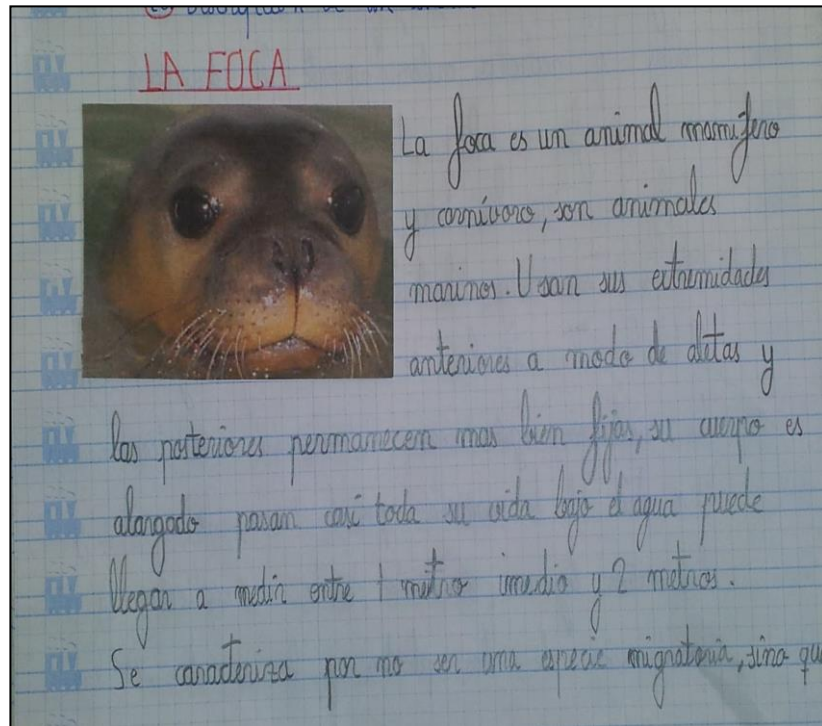 LA FOCA
La foca es un animal mamifero
y carnívoro, son animales
marinos. Usan sus extremidades
anteriores a modo de aletas y
las posteriores permanecen mas bien fijas, su cuerpo es
alargado pasan casi toda su vida bajo el agua puede
llegar a medir entre 1 metro imedio y 2 metros.
Se caracteriza por no ser una especie migratoria, sino que